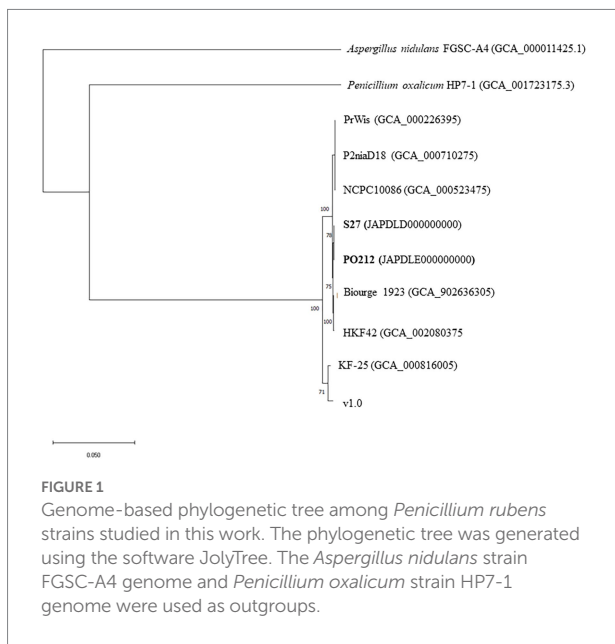 Aspergillus nidulans FGSC-A4 (GCA_000011425.1)
Penicillium oxalicum HP7-1 (GCA_001723175.3)
PrWis (GCA_000226395)
P2niaD18 (GCA_000710275)
NCPC10086 (GCA_000523475)
100
S27 (JAPDLD000000000)
78
PO212 (JAPDLE000000000)
75
Biourge 1923 (GCA_902636305)
100
100
HKF42 (GCA_002080375
KF-25 (GCA_000816005)
71
v1.0
0.050
FIGURE 1
Genome-based phylogenetic tree among Penicillium rubens
strains studied in this work. The phylogenetic tree was generated
using the software JolyTree. The Aspergillus nidulans strain
FGSC-A4 genome and Penicillium oxalicum strain HP7-1
genome were used as outgroups.